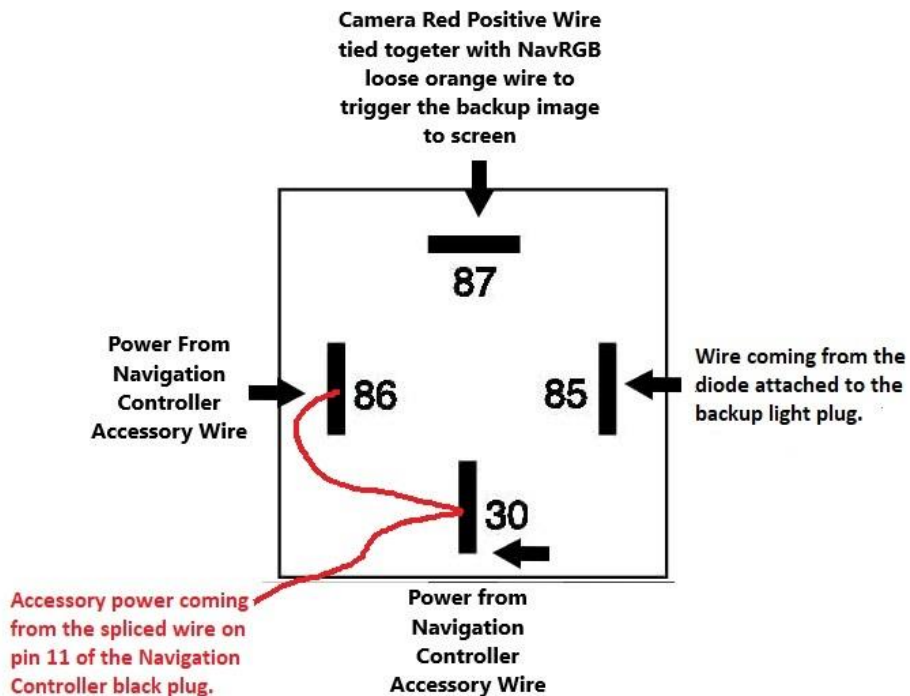 Camera Red Positive Wire
tied togeter with NavRGB
loose orange wire to
trigger the backup image
to screen
87
Power From
Navigation
Controller
Accessory Wire
86
85
Wire coming from the
diode attached to the
backup light plug.
30
Accessory power coming
from the spliced wire on
pin 11 of the Navigation
Controller black plug.
Power from
Navigation
Controller
Accessory Wire